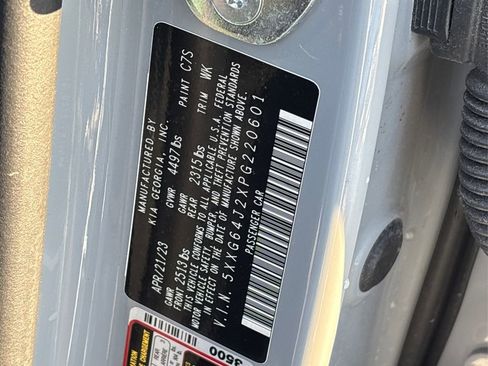 MANUFACTURED BY
KIA GEORGIA, INC.
APR/21/23 GVWR 4497lbs PAINT C7S
GAWR GAWR
FRONT 2513lbs REAR 2315lbs TRIM WK
THIS VEHICLE CONFORMS TO ALL APPLICABLE U.S.A. FEDERAL
MOTOR VEHICLE SAFETY, BUMPER, AND THEFT PREVENTION STANDARDS
IN EFFECT ON THE DATE OF MANUFACTURE SHOWN ABOVE.
V.I.N. 5XXG64J2XPG220601
PASSENGER CAR
3500